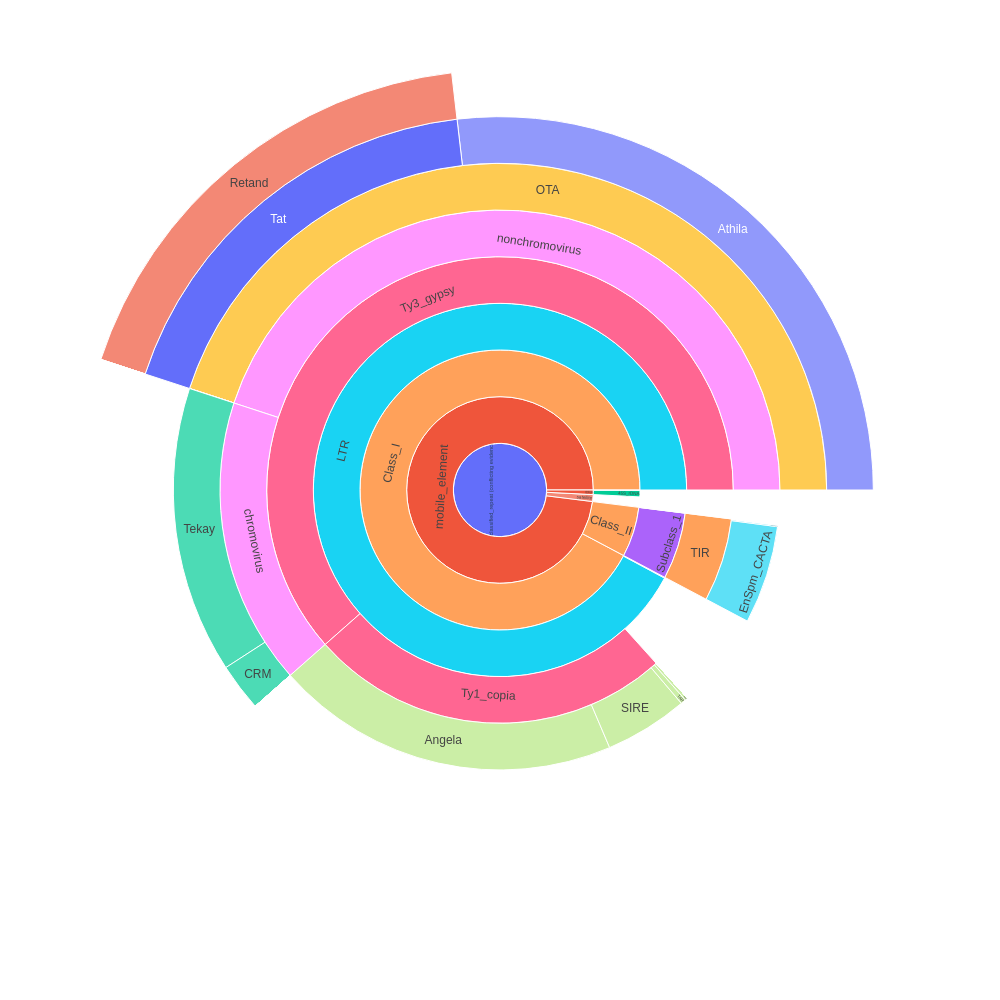 Retand
Tat
OTA
Athila
nonchromovirus
Ty3_gypsy
LTR
Class_I
mobile_element
Tekay
chromovirus
CRM
Class_II
Subclass_1
TIR
EnSpm_CACTA
Ty1_copia
SIRE
Angela